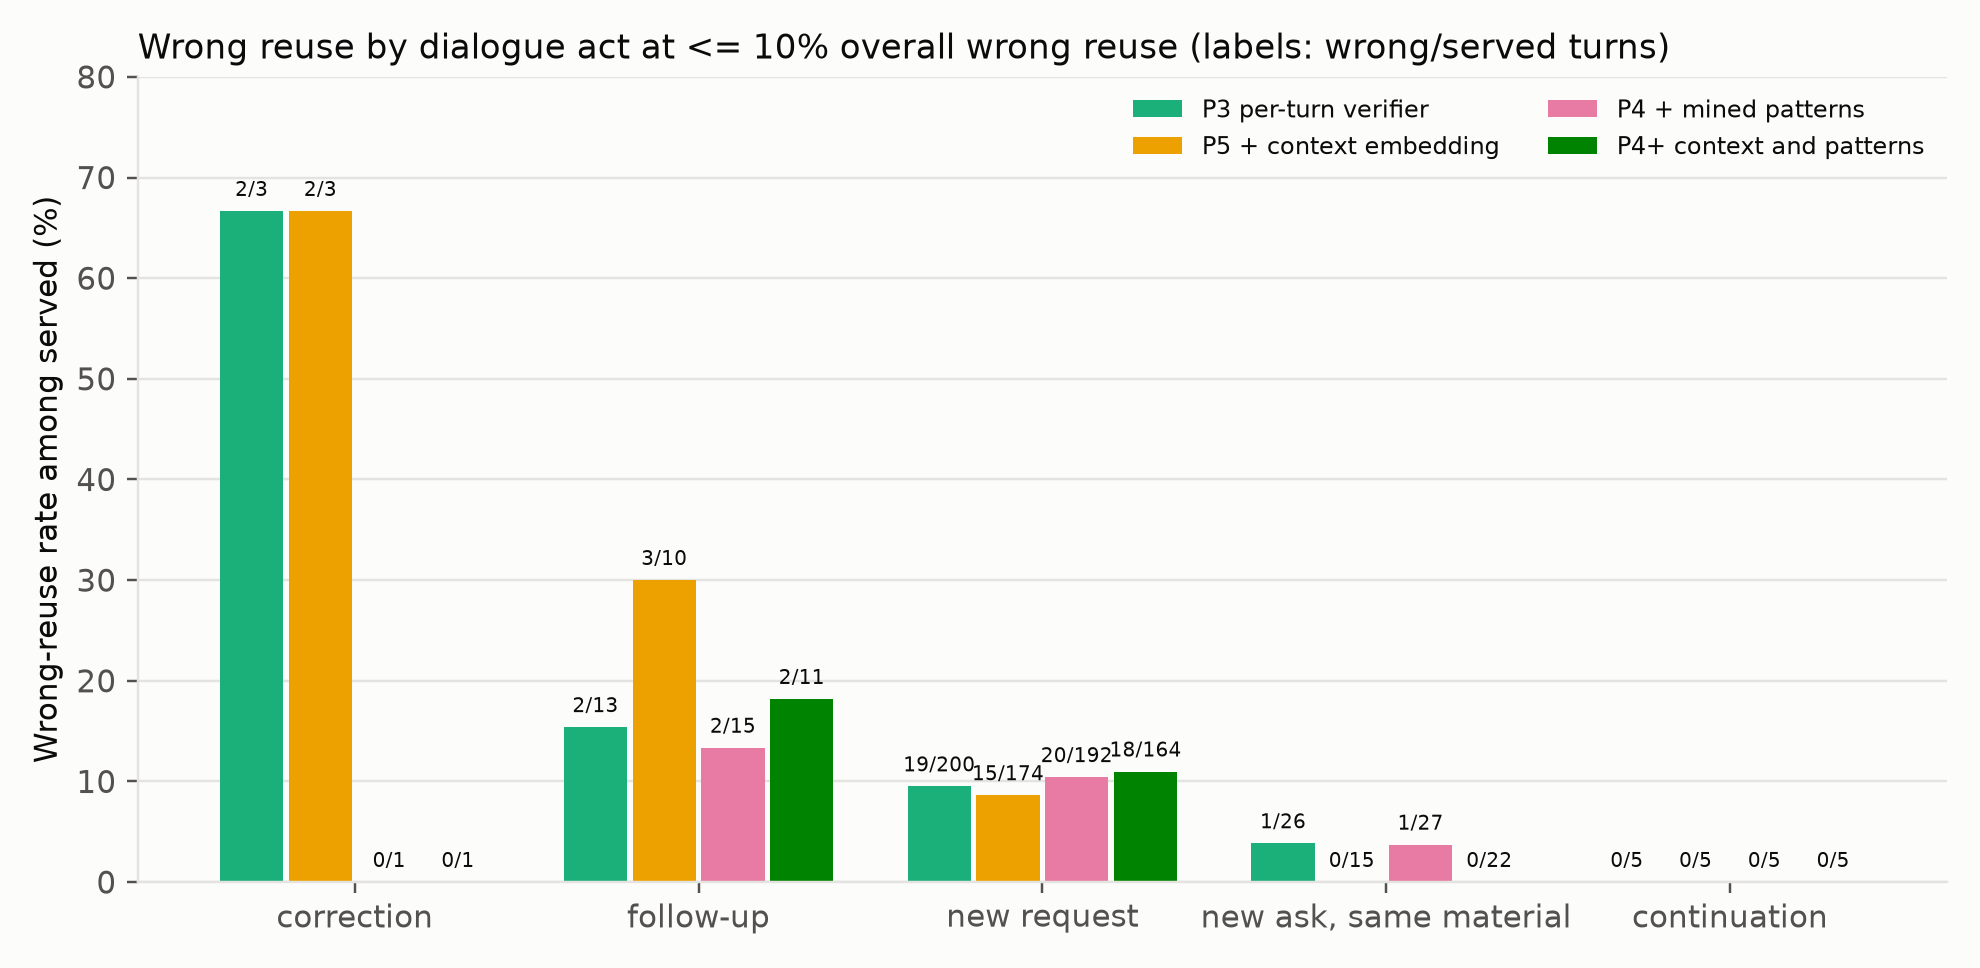 Wrong reuse by dialogue act at <= 10% overall wrong reuse (labels: wrong/served turns)
Wrong-reuse rate among served (%)
80
70
60
50
40
30
20
10
0
P3 per-turn verifier
P5 + context embedding
P4 + mined patterns
P4+ context and patterns
2/3
2/3
0/1
0/1
2/13
3/10
2/15
2/11
19/200
15/174
20/192
18/164
1/26
0/15
1/27
0/22
0/5
0/5
0/5
0/5
correction
follow-up
new request
new ask, same material
continuation